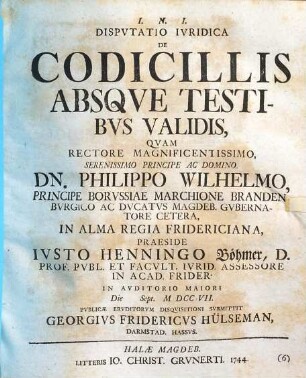 I. N. I.
DISPVTATIO IVRIDICA
DE
CODICILLIS
ABSQVE TESTI-
BVS VALIDIS,
QVAM
RECTORE MAGNIFICENTISSIMO,
SERENISSIMO PRINCIPE AC DOMINO
DN. PHILIPPO WILHELMO,
PRINCIPE BORVSSIAE MARCHIONE BRANDEN
BVRGICO AC DVCATVS MAGDEB. GVBERNA-
TORE CETERA,
IN ALMA REGIA FRIDERICIANA,
PRAESIDE
IVSTO HENNINGO Böhmer, D.
PROF. PVBL. ET FACVLT. IVRID. ASSESSORE
IN ACAD. FRIDER.
IN AVDITORIO MAIORI
Die Sept. M DCC VII.
PVBLICAE ERVDITORVM DISQVISITIONI SVBMITTIT
GEORGIVS FRIDERICVS HÜLSEMAN,
DARMSTAD. HASSVS.
HALAE MAGDEB.
LITTERIS IO. CHRIST. GRVNERTI. 1744.
(6)